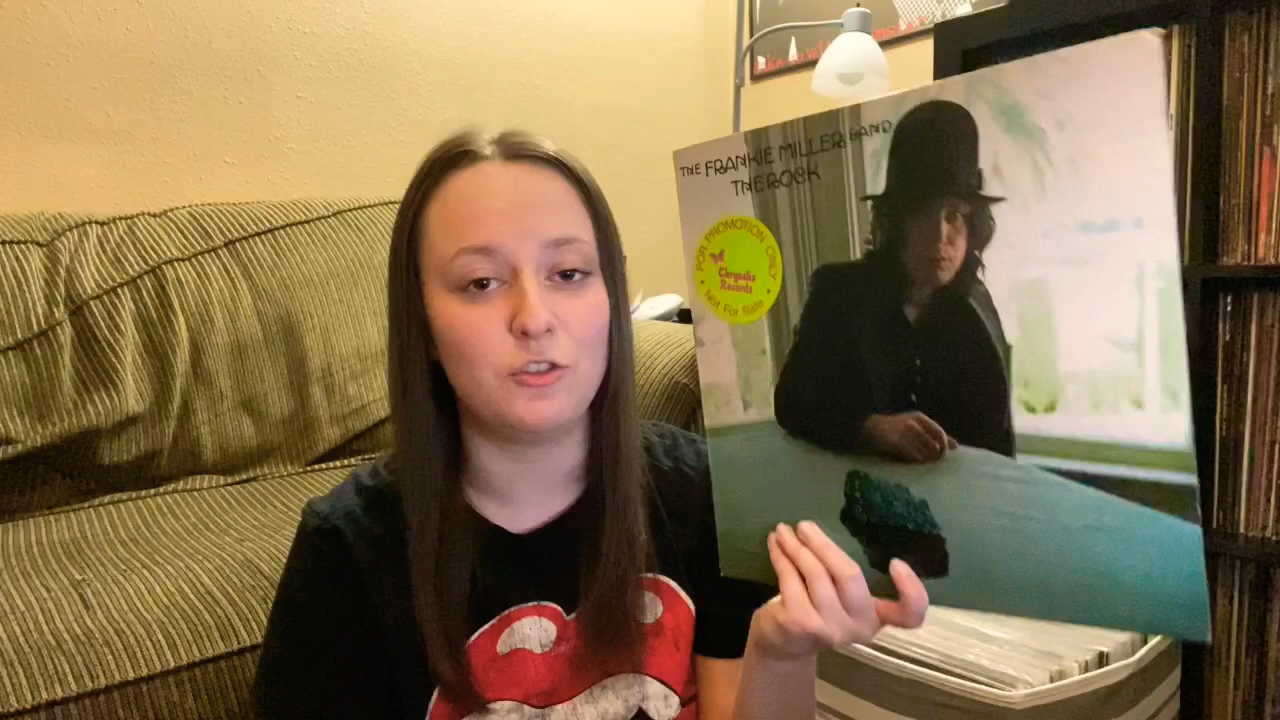 THE FRANKIE MILLER BAND
THE ROCK
FOR PROMOTION ONLY
Chrysalis
Records
Not For Sale